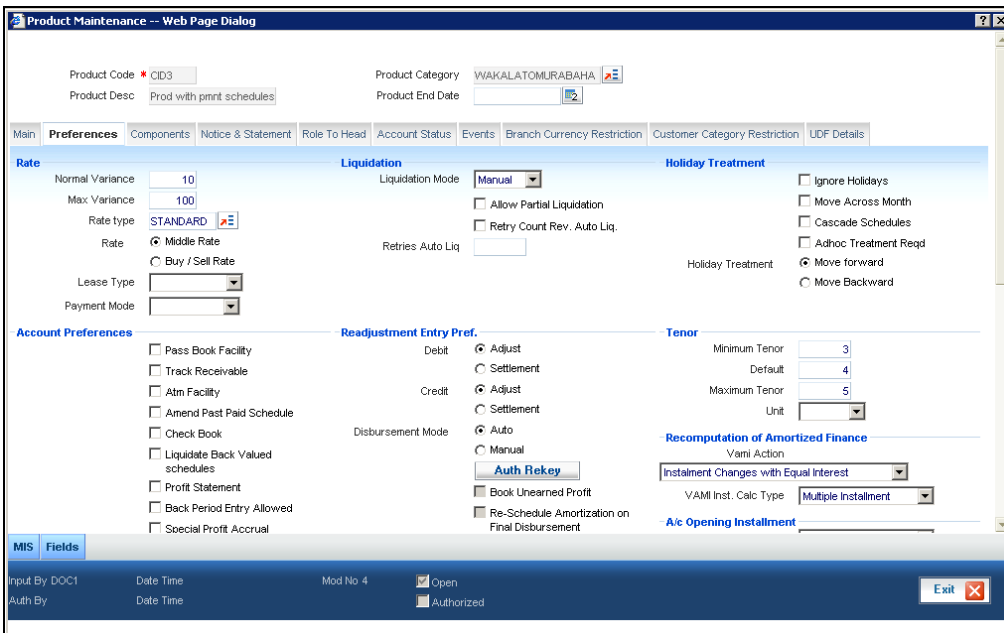 Product Maintenance -- Web Page Dialog
Product Code * CID3
Product Category WAKALATOMURABAHA
Product Desc Prod with pmnt schedules
Product End Date
Main Preferences Components Notice & Statement Role To Head Account Status Events Branch Currency Restriction Customer Category Restriction UDF Details
Rate
Normal Variance 10
Max Variance 100
Rate type STANDARD
Rate Middle Rate
Buy / Sell Rate
Lease Type
Payment Mode
Liquidation
Liquidation Mode Manual
Allow Partial Liquidation
Retry Count Rev. Auto Liq.
Retries Auto Liq
Holiday Treatment
Ignore Holidays
Move Across Month
Cascade Schedules
Adhoc Treatment Reqd
Holiday Treatment Move forward
Move Backward
Account Preferences
Pass Book Facility
Track Receivable
Atm Facility
Amend Past Paid Schedule
Check Book
Liquidate Back Valued
schedules
Profit Statement
Back Period Entry Allowed
Special Profit Accrual
Readjustment Entry Pref.
Debit Adjust
Settlement
Credit Adjust
Settlement
Disbursement Mode Auto
Manual
Auth Rekey
Book Unearned Profit
Re-Schedule Amortization on
Final Disbursement
Tenor
Minimum Tenor 3
Default 4
Maximum Tenor 5
Unit
Recomputation of Amortized Finance
Vami Action
Instalment Changes with Equal Interest
VAMI Inst. Calc Type Multiple Installment
A/c Opening Installment
MIS Fields
Input By DOC1 Date Time Mod No 4 Open
Auth By Date Time Authorized
Exit